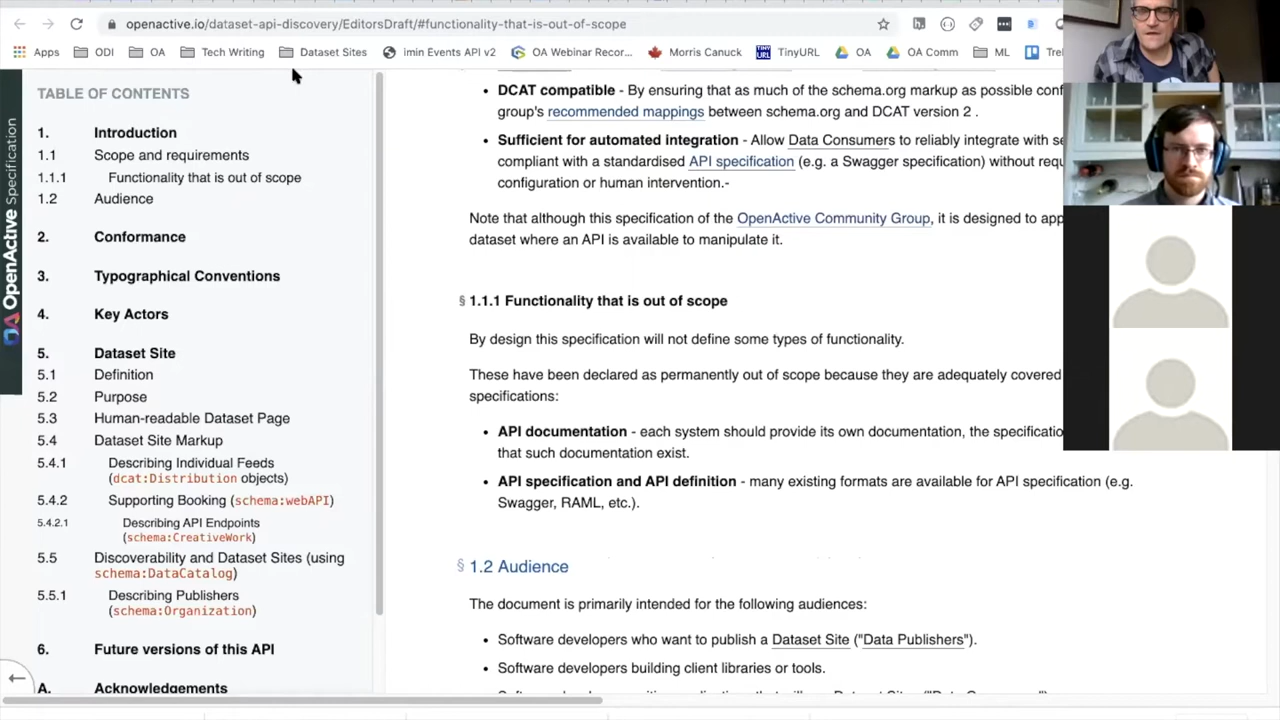 openactive.io/dataset-api-discovery/EditorsDraft/#functionality-that-is-out-of-scope
Apps ODI OA Tech Writing Dataset Sites imin Events API v2 OA Webinar Recor... Morris Canuck TinyURL OA OA Comm ML Trel
OpenActive Specification
TABLE OF CONTENTS
1. Introduction
1.1 Scope and requirements
1.1.1 Functionality that is out of scope
1.2 Audience
2. Conformance
3. Typographical Conventions
4. Key Actors
5. Dataset Site
5.1 Definition
5.2 Purpose
5.3 Human-readable Dataset Page
5.4 Dataset Site Markup
5.4.1 Describing Individual Feeds
(dcat:Distribution objects)
5.4.2 Supporting Booking (schema:webAPI)
5.4.2.1 Describing API Endpoints
(schema:CreativeWork)
5.5 Discoverability and Dataset Sites (using
schema:DataCatalog)
5.5.1 Describing Publishers
(schema:Organization)
6. Future versions of this API
A. Acknowledgements
• DCAT compatible - By ensuring that as much of the schema.org markup as possible conf
group's recommended mappings between schema.org and DCAT version 2 .
• Sufficient for automated integration - Allow Data Consumers to reliably integrate with se
compliant with a standardised API specification (e.g. a Swagger specification) without requ
configuration or human intervention.-
Note that although this specification of the OpenActive Community Group, it is designed to app
dataset where an API is available to manipulate it.
§ 1.1.1 Functionality that is out of scope
By design this specification will not define some types of functionality.
These have been declared as permanently out of scope because they are adequately covered
specifications:
• API documentation - each system should provide its own documentation, the specificatio
that such documentation exist.
• API specification and API definition - many existing formats are available for API specification (e.g.
Swagger, RAML, etc.).
§ 1.2 Audience
The document is primarily intended for the following audiences:
• Software developers who want to publish a Dataset Site ("Data Publishers").
• Software developers building client libraries or tools.